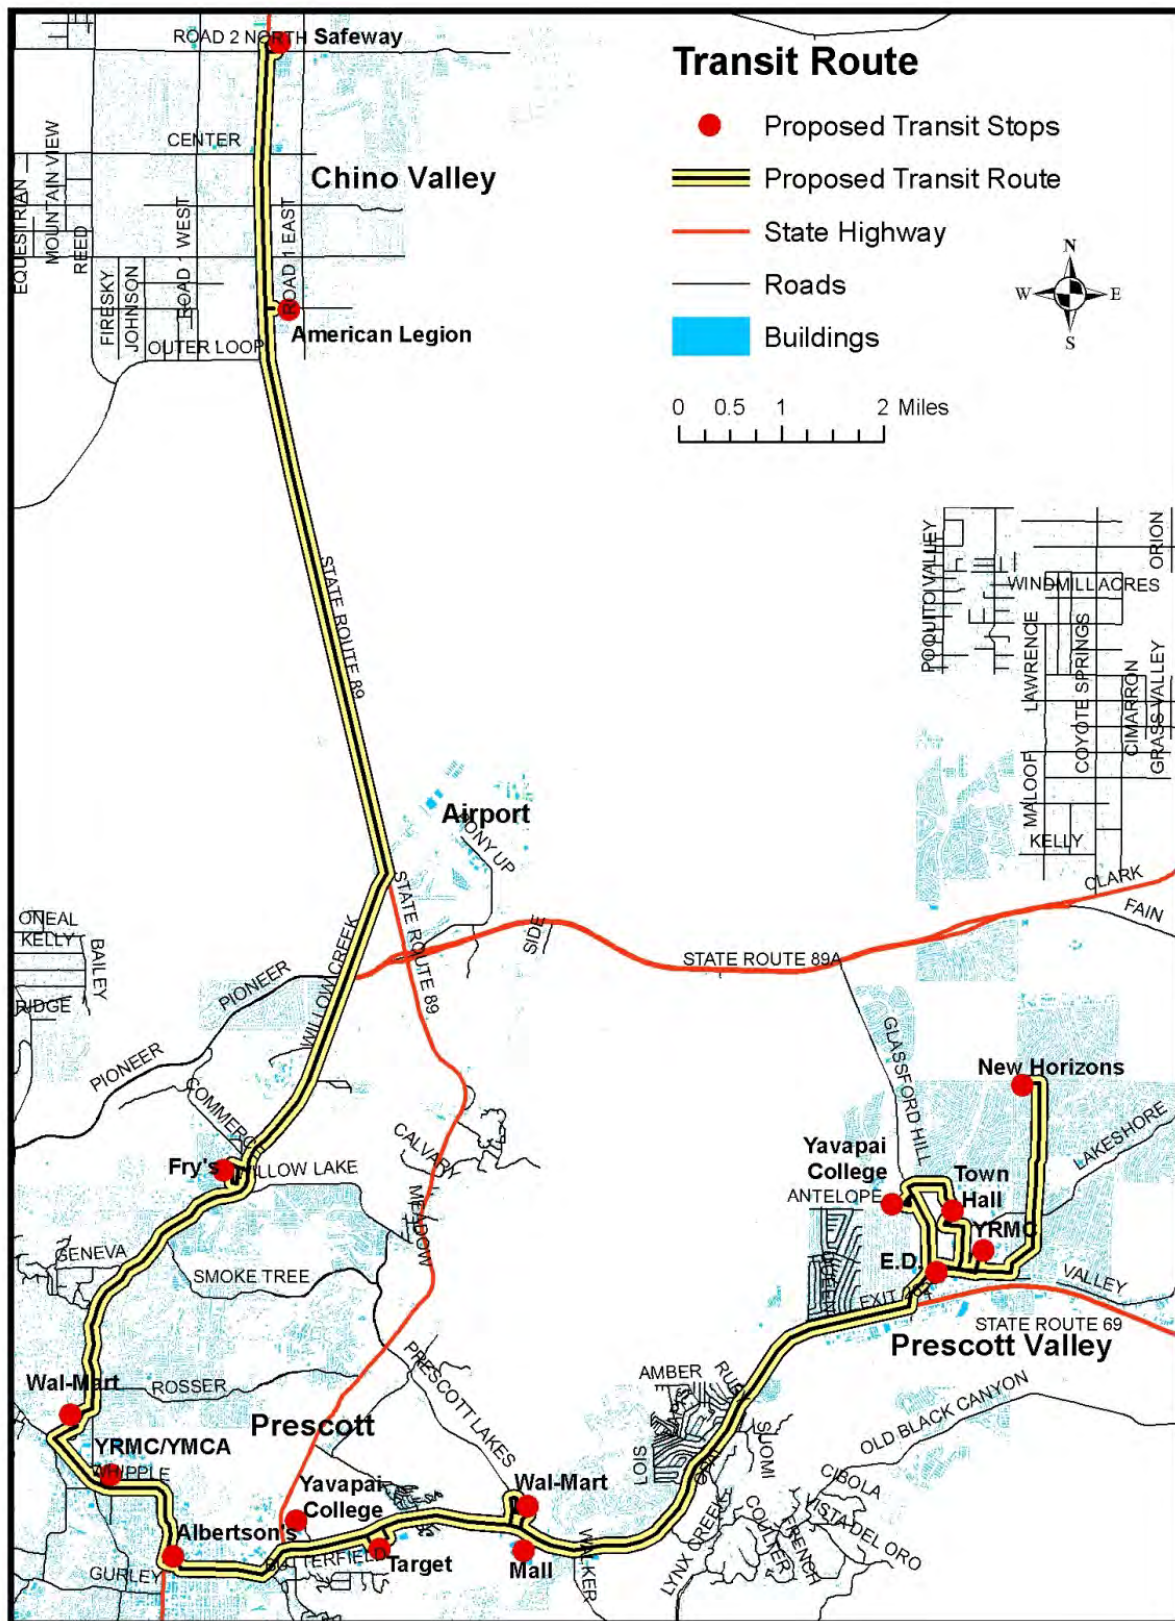 ROAD 2 NORTH
Safeway
Transit Route
Proposed Transit Stops
Proposed Transit Route
State Highway
Roads
Buildings
0 0.5 1 2 Miles
N
W E
S
CENTER
Chino Valley
EQUESTRIAN
MOUNTAIN VIEW
REED
FIRESKY
JOHNSON
ROAD 1 WEST
ROAD 1 EAST
OUTER LOOP
American Legion
STATE ROUTE 89
POQUITO VALLEY
ORION
WINDMILL ACRES
LAWRENCE
COYOTE SPRINGS
CIMARRON
GRASS VALLEY
MALOOF
KELLY
CLARK
FAIN
Airport
STATE ROUTE 89
SIDE
STATE ROUTE 89A
ONEAL
KELLY
BAILEY
RIDGE
PIONEER
PIONEER
WILLOW CREEK
COMMERCE
Fry's
WILLOW LAKE
CALVARY
MEADOW
GENEVA
SMOKE TREE
GLASSFORD HILL
New Horizons
LAKESHORE
Yavapai
College
ANTELOPE
Town
Hall
YRMC
E.D.
VALLEY
STATE ROUTE 69
Prescott Valley
Wal-Mart
ROSSER
Prescott
PRESCOTT LAKES
AMBER
LOIS
SUOMI
OLD BLACK CANYON
CIBOLA
VISTA DEL ORO
FRENCH
COULTER
LYNX CREEK
WALKER
YRMC/YMCA
WHIPPLE
Yavapai
College
Wal-Mart
Albertson's
BUTTERFIELD
Target
Mall
GURLEY